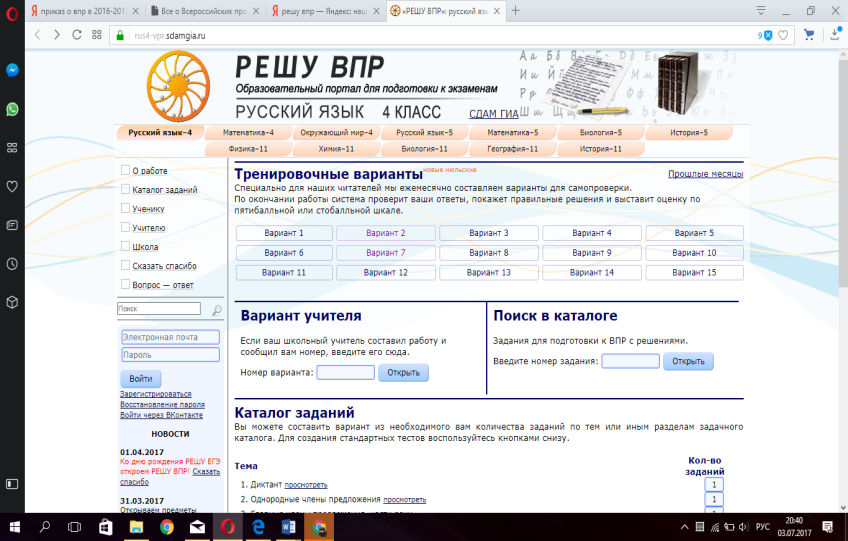 приказ о впр в 2016-201
Все о Всероссийских про
решу впр — Яндекс: наш
«РЕШУ ВПР»: русский язы
rus4-vpr.sdamgia.ru
9
РЕШУ ВПР
Образовательный портал для подготовки к экзаменам
РУССКИЙ ЯЗЫК 4 КЛАСС
СДАМ ГИА
Русский язык–4
Математика–4
Окружающий мир–4
Русский язык–5
Математика–5
Биология–5
История–5
Физика–11
Химия–11
Биология–11
География–11
История–11
О работе
Каталог заданий
Ученику
Учителю
Школа
Сказать спасибо
Вопрос — ответ
Поиск
Электронная почта
Пароль
Войти
Зарегистрироваться
Восстановление пароля
Войти через ВКонтакте
НОВОСТИ
01.04.2017
Ко дню рождения РЕШУ ЕГЭ
откроем РЕШУ ВПР! Сказать
спасибо
31.03.2017
Открываем предметы
Тренировочные варианты новые июльские
Прошлые месяцы
Специально для наших читателей мы ежемесячно составляем варианты для самопроверки.
По окончании работы система проверит ваши ответы, покажет правильные решения и выставит оценку по
пятибалльной или стобалльной шкале.
Вариант 1
Вариант 2
Вариант 3
Вариант 4
Вариант 5
Вариант 6
Вариант 7
Вариант 8
Вариант 9
Вариант 10
Вариант 11
Вариант 12
Вариант 13
Вариант 14
Вариант 15
Вариант учителя
Если ваш школьный учитель составил работу и
сообщил вам номер, введите его сюда.
Номер варианта:
Открыть
Поиск в каталоге
Задания для подготовки к ВПР с решениями.
Введите номер задания:
Открыть
Каталог заданий
Вы можете составить вариант из необходимого вам количества заданий по тем или иным разделам задачного
каталога. Для создания стандартных тестов воспользуйтесь кнопками снизу.
Тема
Кол-во
заданий
1. Диктант просмотреть
1
2. Однородные члены предложения просмотреть
1
РУС
20:40
03.07.2017